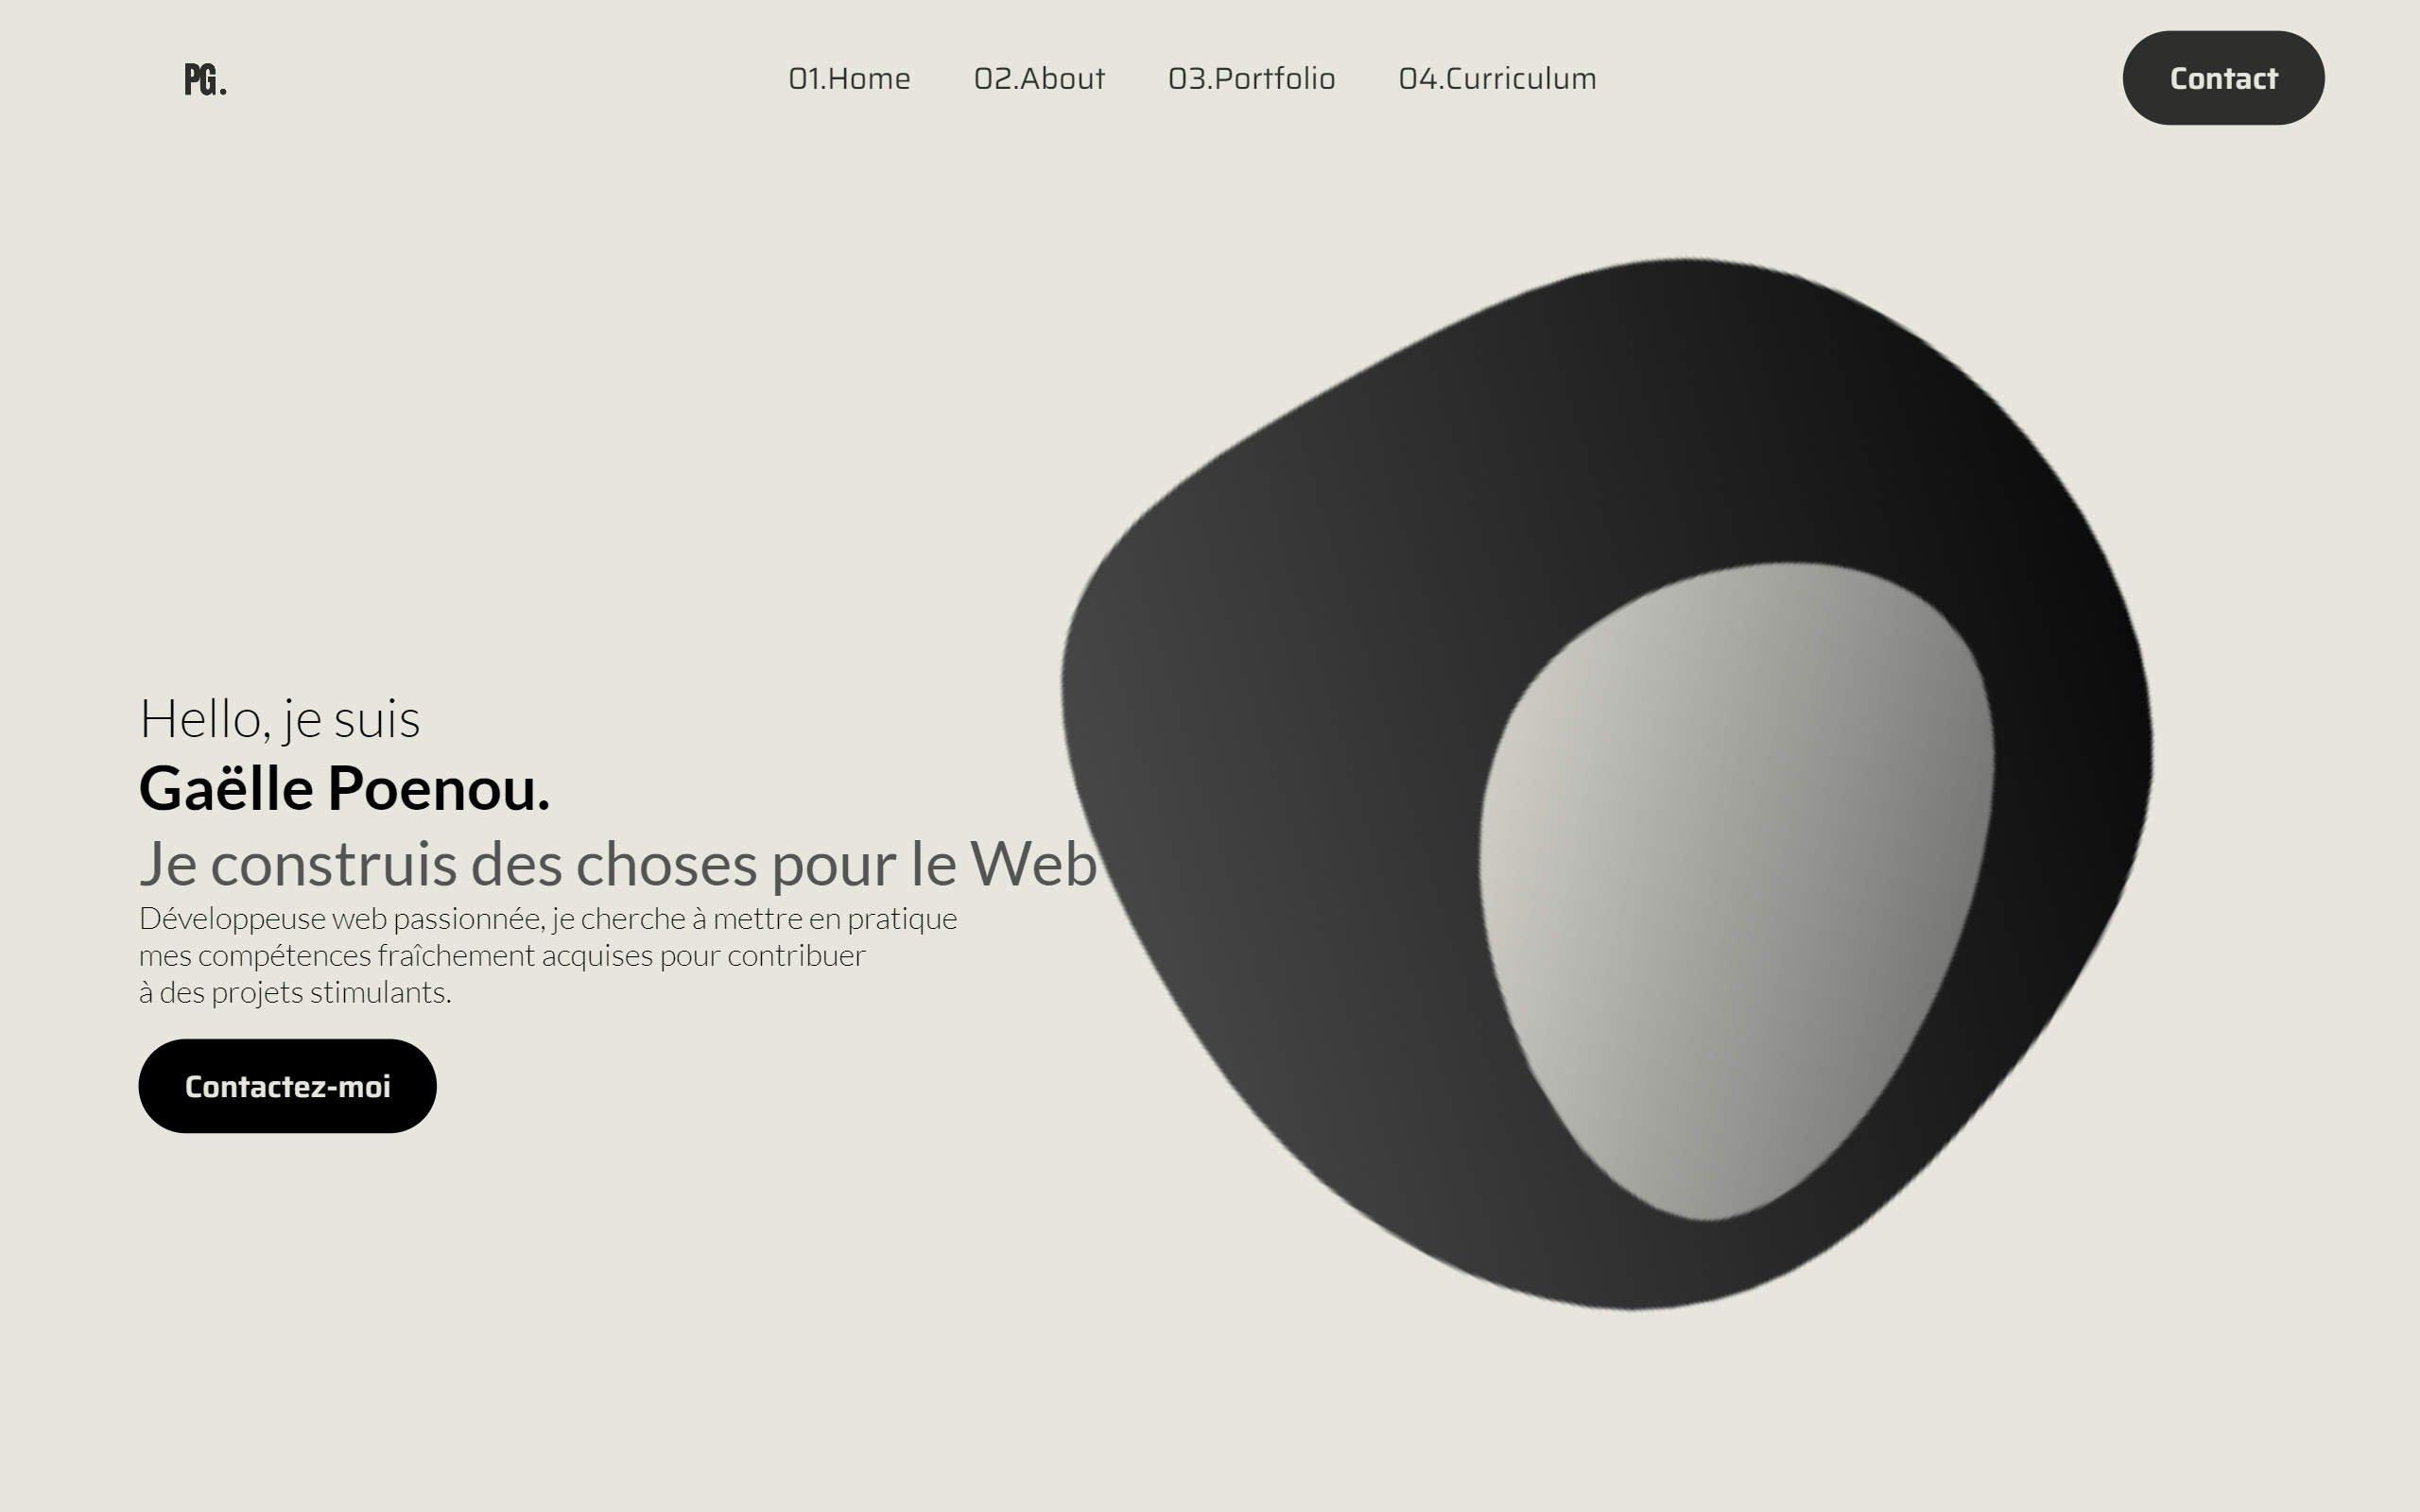 PG.
01.Home 02.About 03.Portfolio 04.Curriculum
Contact
Hello, je suis
Gaëlle Poenou.
Je construis des choses pour le Web
Développeuse web passionnée, je cherche à mettre en pratique
mes compétences fraîchement acquises pour contribuer
à des projets stimulants.
Contactez-moi